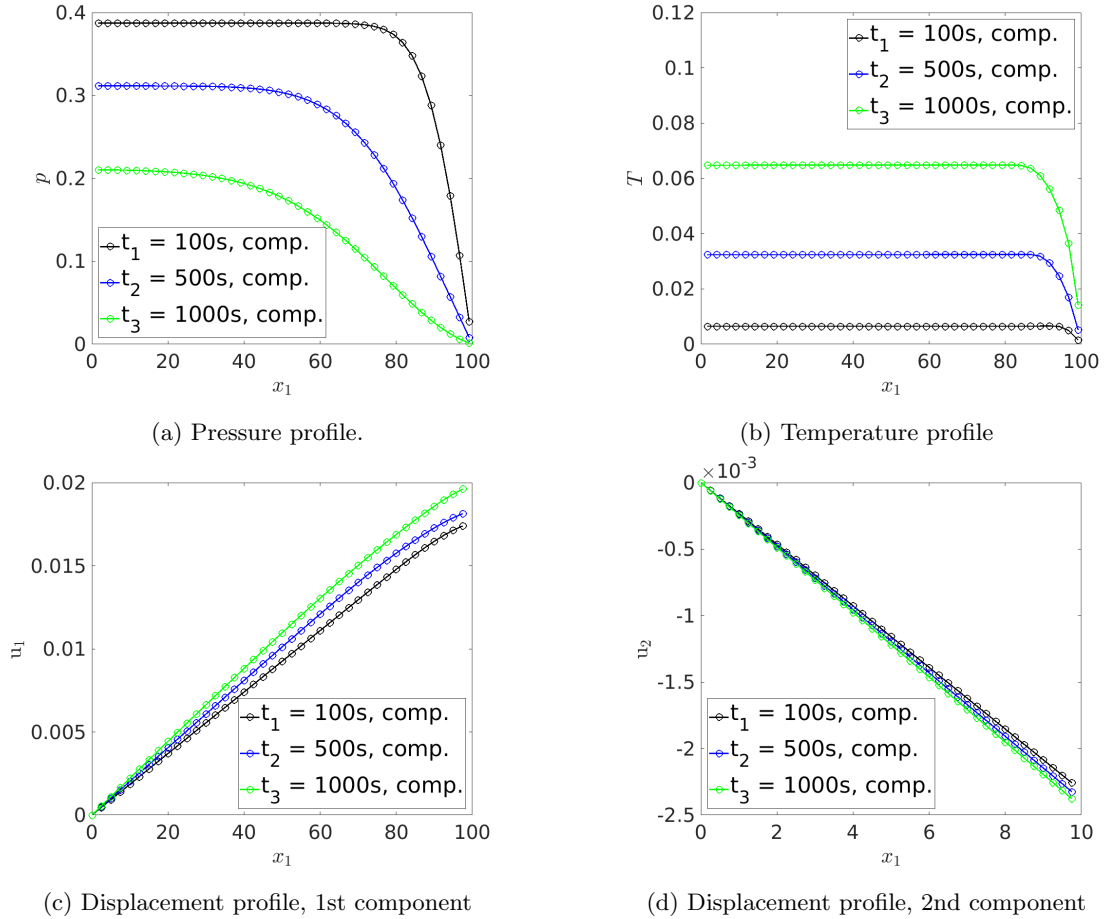 0.4
0.3
0.2
0.1
0
p
t1 = 100s, comp.
t2 = 500s, comp.
t3 = 1000s, comp.
0 20 40 60 80 100
x1
(a) Pressure profile.
0.12
0.1
0.08
0.06
0.04
0.02
0
T
t1 = 100s, comp.
t2 = 500s, comp.
t3 = 1000s, comp.
0 20 40 60 80 100
x1
(b) Temperature profile
0.02
0.015
0.01
0.005
0
u1
t1 = 100s, comp.
t2 = 500s, comp.
t3 = 1000s, comp.
0 20 40 60 80 100
x1
(c) Displacement profile, 1st component
×10-3
0
-0.5
-1
-1.5
-2
-2.5
u2
t1 = 100s, comp.
t2 = 500s, comp.
t3 = 1000s, comp.
0 2 4 6 8 10
x1
(d) Displacement profile, 2nd component